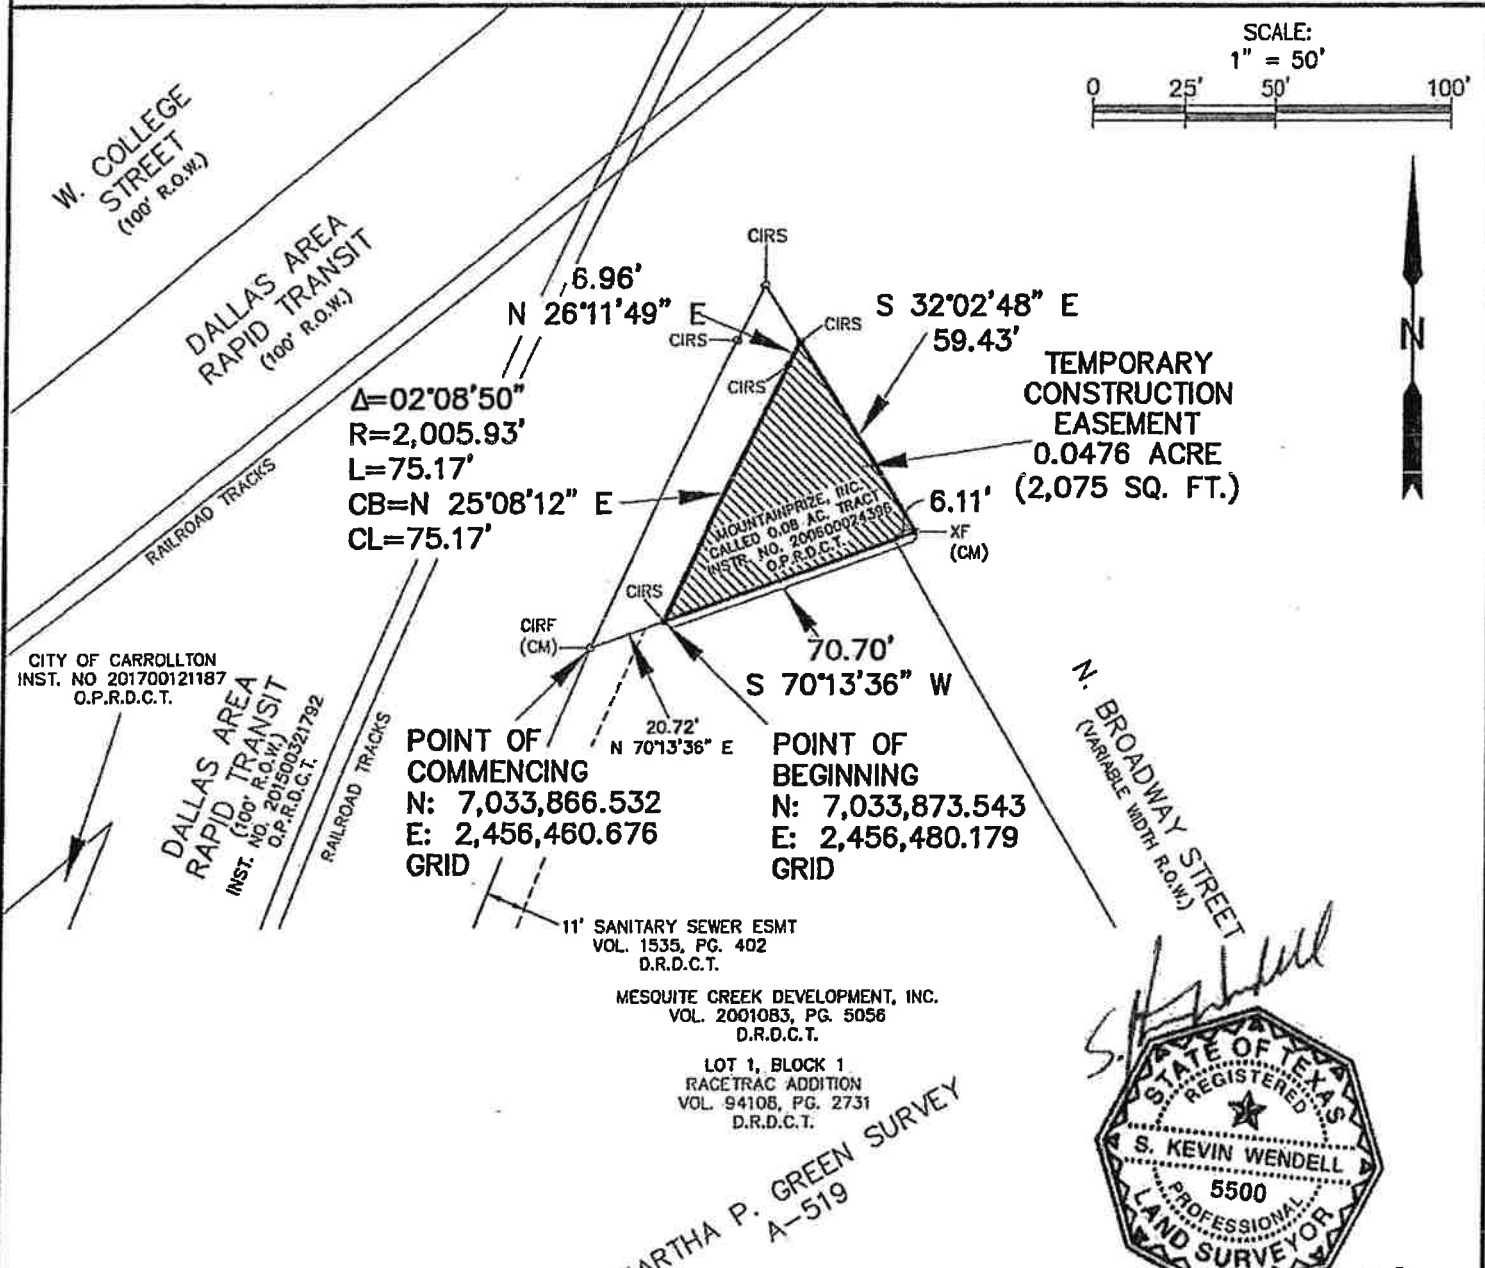 SCALE:
1" = 50'
0 25' 50' 100'
W. COLLEGE
STREET
(100' R.O.W.)
DALLAS AREA
RAPID TRANSIT
(100' R.O.W.)
CIRS
6.96'
N 26°11'49" E
CIRS
CIRS
CIRS
S 32°02'48" E
59.43'
TEMPORARY
CONSTRUCTION
EASEMENT
0.0476 ACRE
(2,075 SQ. FT.)
Δ=02°08'50"
R=2,005.93'
L=75.17'
CB=N 25°08'12" E
CL=75.17'
RAILROAD TRACKS
MOUNTAINPRIZE, INC.
CALLED 0.08 AC. TRACT
INSTR. NO. 200600024396
O.P.R.D.C.T.
6.11'
XF
(CM)
N
CIRS
CIRF
(CM)
70.70'
S 70°13'36" W
20.72'
N 70°13'36" E
CITY OF CARROLLTON
INST. NO 201700121187
O.P.R.D.C.T.
DALLAS AREA
RAPID TRANSIT
(100' R.O.W.)
INST. NO. 201500321792
O.P.R.D.C.T.
RAILROAD TRACKS
POINT OF
COMMENCING
N: 7,033,866.532
E: 2,456,460.676
GRID
POINT OF
BEGINNING
N: 7,033,873.543
E: 2,456,480.179
GRID
N. BROADWAY STREET
(VARIABLE WIDTH R.O.W.)
11' SANITARY SEWER ESMT
VOL. 1535, PG. 402
D.R.D.C.T.
MESQUITE CREEK DEVELOPMENT, INC.
VOL. 2001083, PG. 5056
D.R.D.C.T.
LOT 1, BLOCK 1
RACETRAC ADDITION
VOL. 94108, PG. 2731
D.R.D.C.T.
P. GREEN SURVEY
A-519
STATE OF TEXAS
REGISTERED
S. KEVIN WENDELL
5500
PROFESSIONAL
LAND SURVEYOR